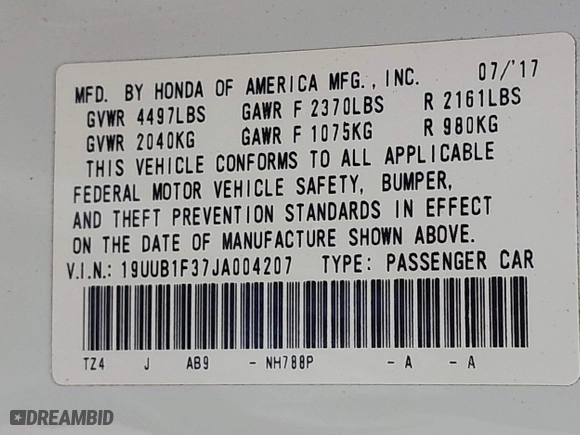 MFD. BY HONDA OF AMERICA MFG., INC. 07/'17
GVWR 4497LBS GAWR F 2370LBS R 2161LBS
GVWR 2040KG GAWR F 1075KG R 980KG
THIS VEHICLE CONFORMS TO ALL APPLICABLE
FEDERAL MOTOR VEHICLE SAFETY, BUMPER,
AND THEFT PREVENTION STANDARDS IN EFFECT
ON THE DATE OF MANUFACTURE SHOWN ABOVE.
V.I.N.: 19UUB1F37JA004207 TYPE: PASSENGER CAR
TZ4 J AB9 - NH788P - A - A
DREAMBID